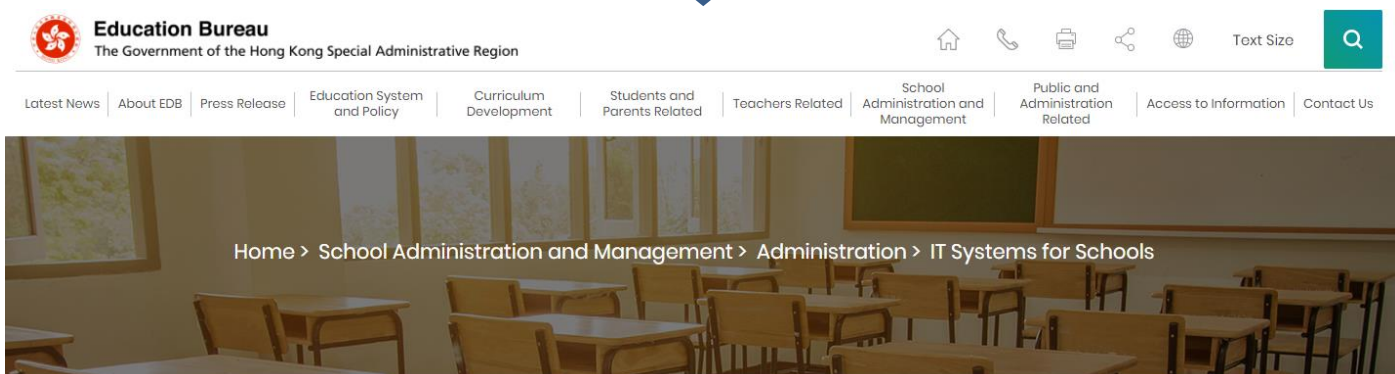 Education Bureau
The Government of the Hong Kong Special Administrative Region
Text Size
Latest News
About EDB
Press Release
Education System
and Policy
Curriculum
Development
Students and
Parents Related
Teachers Related
School
Administration and
Management
Public and
Administration
Related
Access to Information
Contact Us
Home > School Administration and Management > Administration > IT Systems for Schools